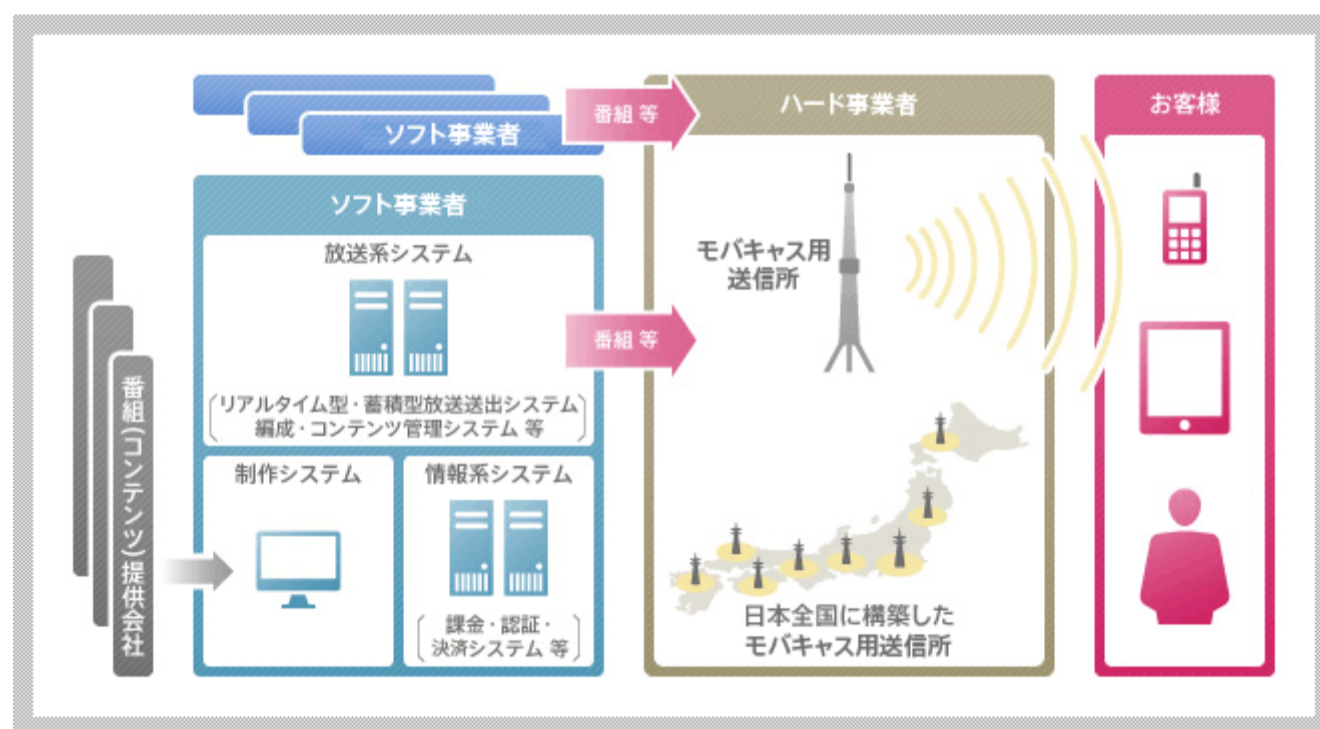 ソフト事業者
番組 等
ハード事業者
お客様
ソフト事業者
放送系システム
リアルタイム型・蓄積型放送送出システム
編成・コンテンツ管理システム 等
番組 等
モバキャス用
送信所
制作システム
情報系システム
課金・認証・
決済システム 等
番組(コンテンツ)提供会社
日本全国に構築した
モバキャス用送信所